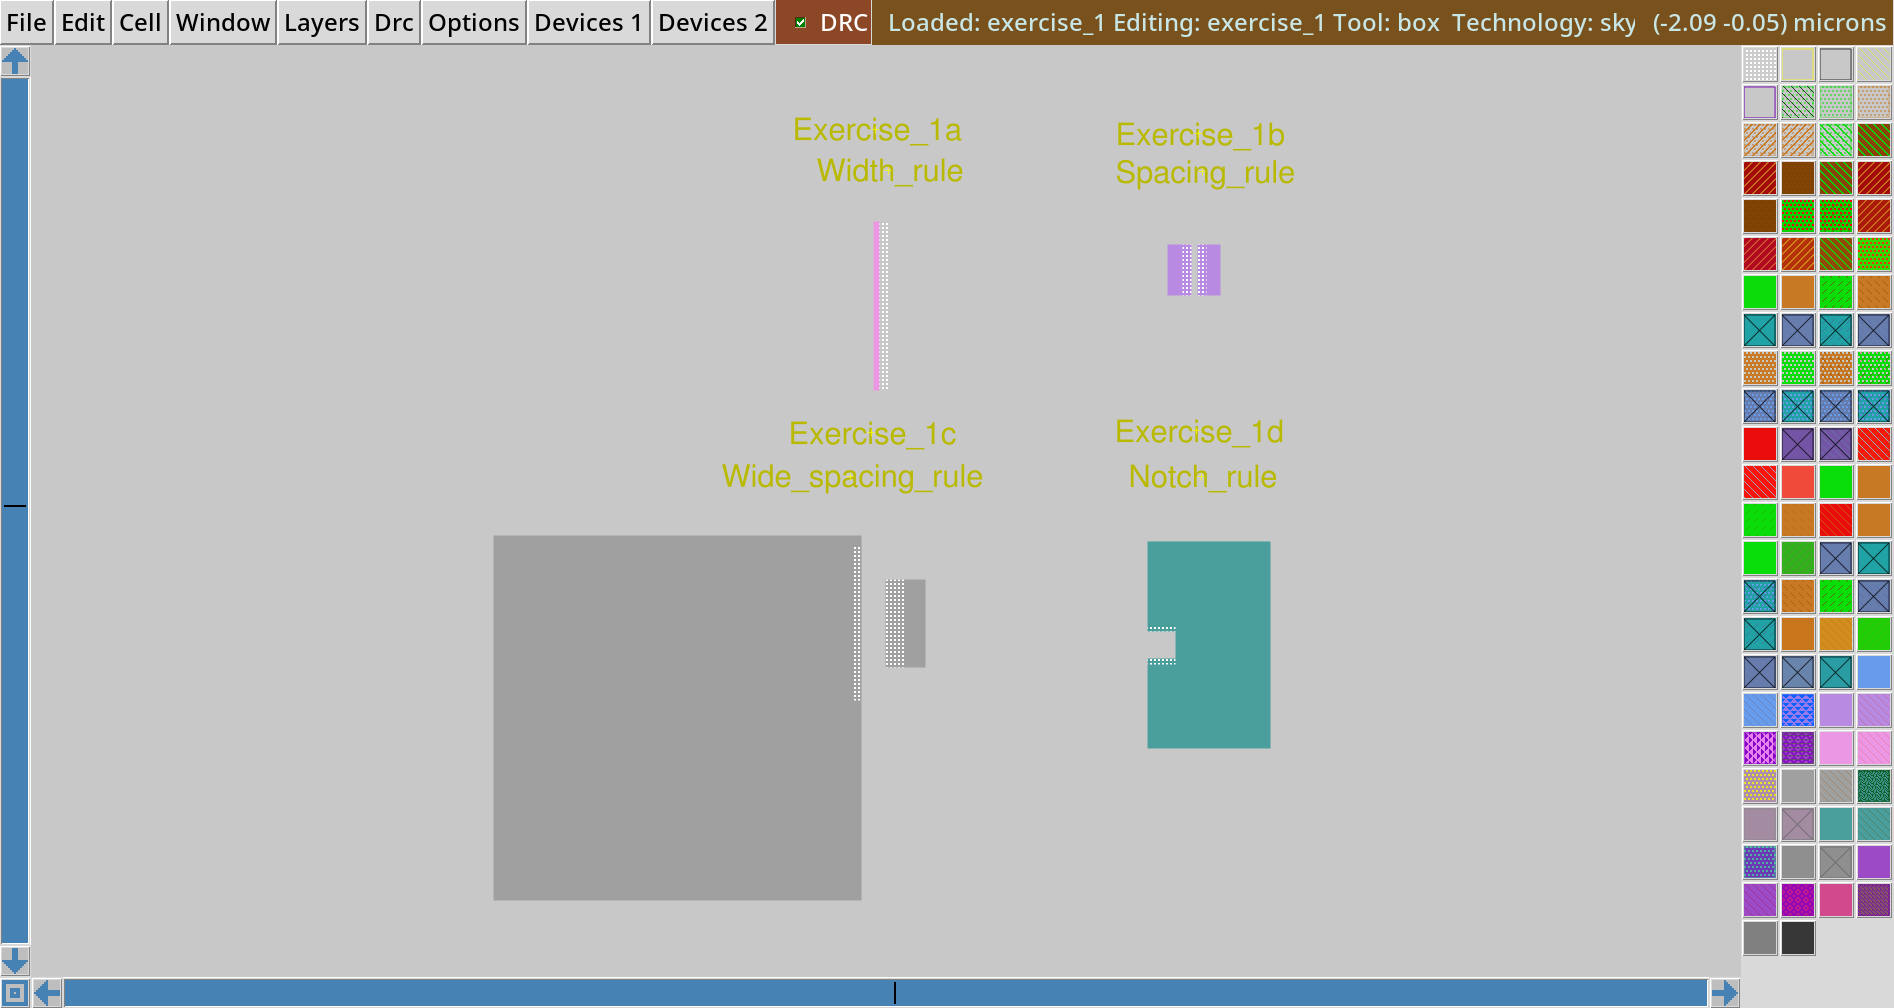 File Edit Cell Window Layers Drc Options Devices 1 Devices 2 DRC Loaded: exercise_1 Editing: exercise_1 Tool: box Technology: sky (-2.09 -0.05) microns
Exercise_1a
Width_rule
Exercise_1b
Spacing_rule
Exercise_1c
Wide_spacing_rule
Exercise_1d
Notch_rule